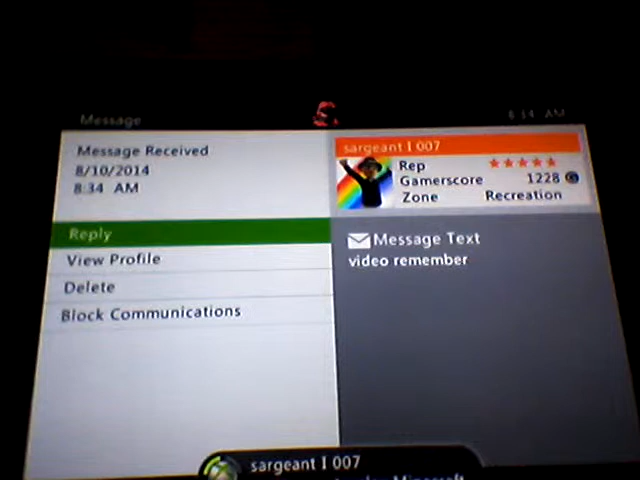 Message
8:34 AM
Message Received
8/10/2014
8:34 AM
Reply
View Profile
Delete
Block Communications
sargeant I 007
Rep
Gamerscore 1228 G
Zone Recreation
Message Text
video remember
sargeant I 007
Minecraft